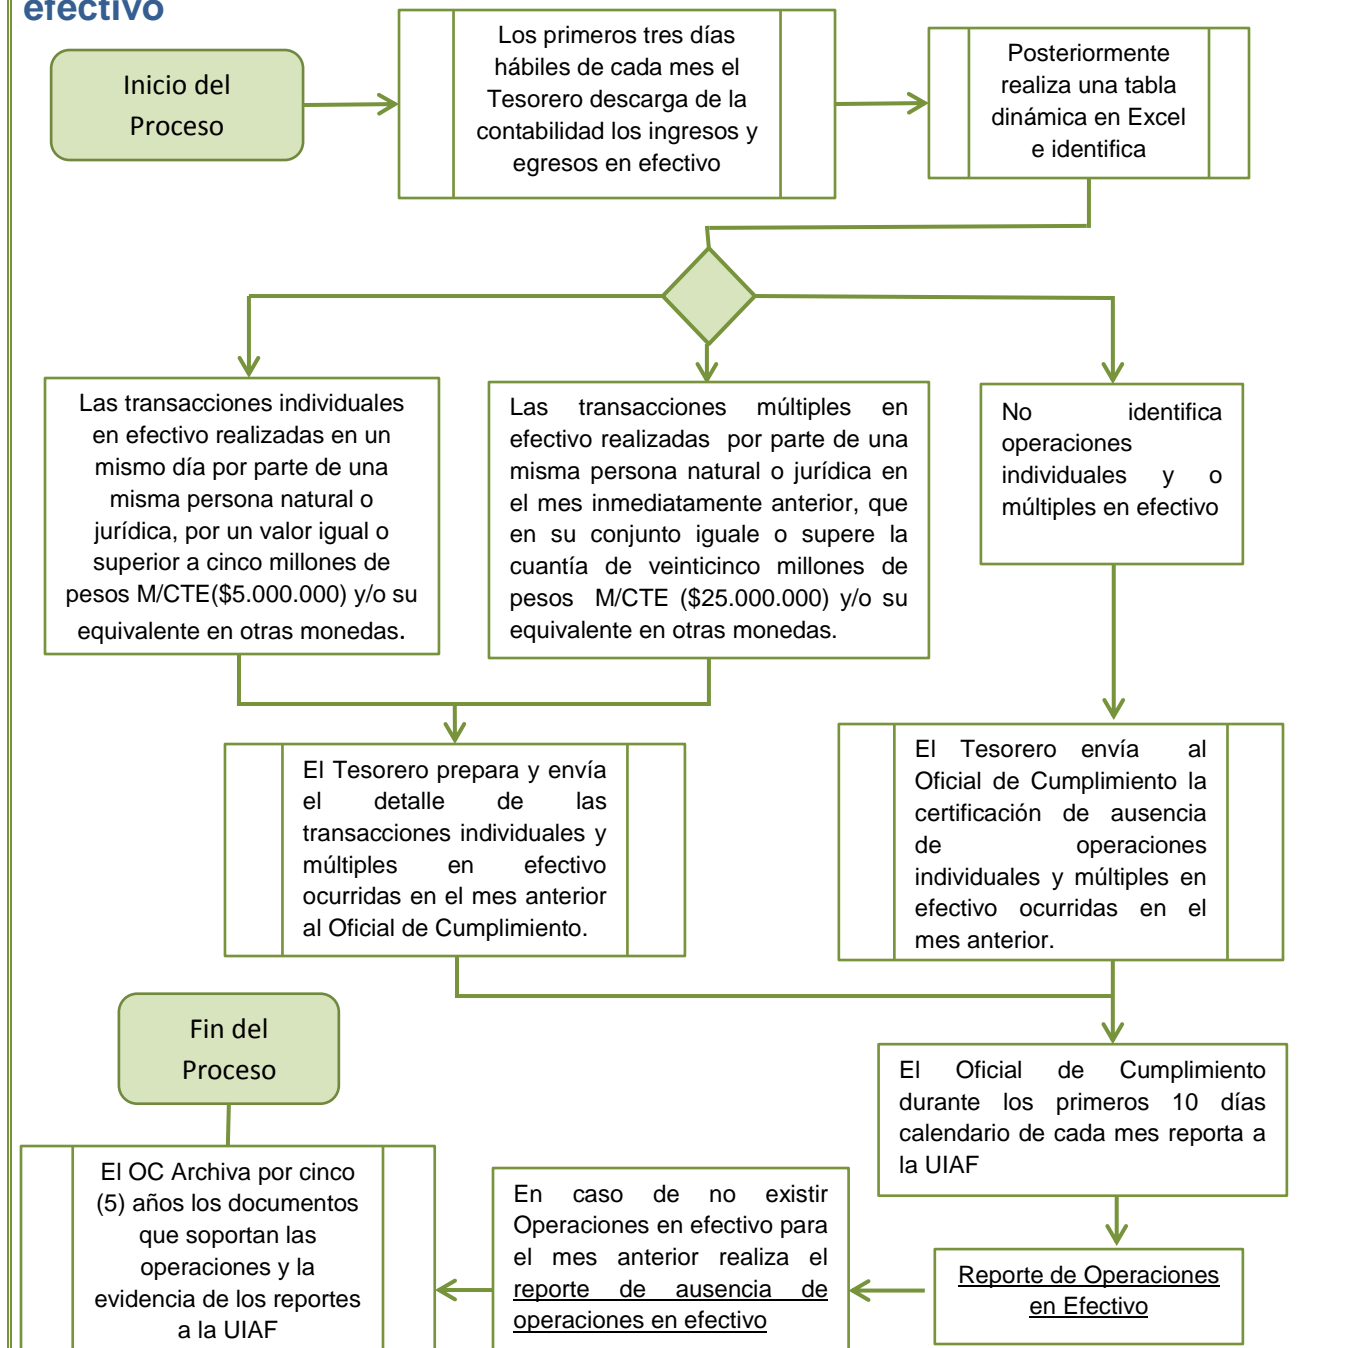 efectivo
Inicio del
Proceso
Los primeros tres días
hábiles de cada mes el
Tesorero descarga de la
contabilidad los ingresos y
egresos en efectivo
Posteriormente
realiza una tabla
dinámica en Excel
e identifica
Las transacciones individuales
en efectivo realizadas en un
mismo día por parte de una
misma persona natural o
jurídica, por un valor igual o
superior a cinco millones de
pesos M/CTE($5.000.000) y/o su
equivalente en otras monedas.
Las transacciones múltiples en
efectivo realizadas por parte de una
misma persona natural o jurídica en
el mes inmediatamente anterior, que
en su conjunto iguale o supere la
cuantía de veinticinco millones de
pesos M/CTE ($25.000.000) y/o su
equivalente en otras monedas.
No identifica
operaciones
individuales y o
múltiples en efectivo
El Tesorero prepara y envía
el detalle de las
transacciones individuales y
múltiples en efectivo
ocurridas en el mes anterior
al Oficial de Cumplimiento.
El Tesorero envía al
Oficial de Cumplimiento la
certificación de ausencia
de operaciones
individuales y múltiples en
efectivo ocurridas en el
mes anterior.
El Oficial de Cumplimiento
durante los primeros 10 días
calendario de cada mes reporta a
la UIAF
Reporte de Operaciones
en Efectivo
En caso de no existir
Operaciones en efectivo para
el mes anterior realiza el
reporte de ausencia de
operaciones en efectivo
El OC Archiva por cinco
(5) años los documentos
que soportan las
operaciones y la
evidencia de los reportes
a la UIAF
Fin del
Proceso